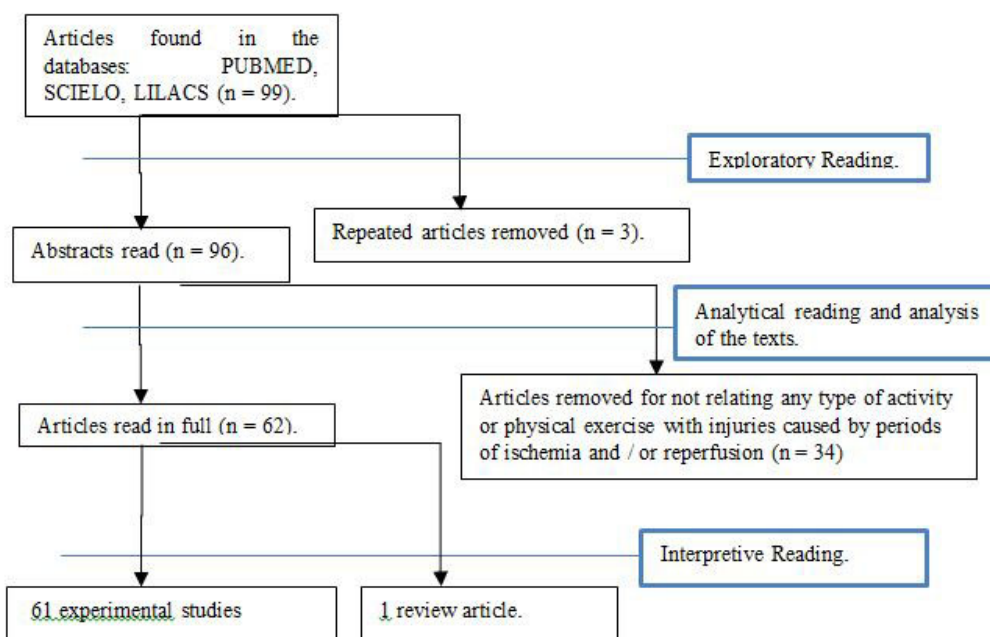 Articles found in the
databases: PUBMED,
SCIELO, LILACS (n = 99).
Exploratory Reading.
Repeated articles removed (n = 3).
Abstracts read (n = 96).
Analytical reading and analysis
of the texts.
Articles removed for not relating any type of activity
or physical exercise with injuries caused by periods
of ischemia and / or reperfusion (n = 34)
Articles read in full (n = 62).
Interpretive Reading.
61 experimental studies
1 review article.